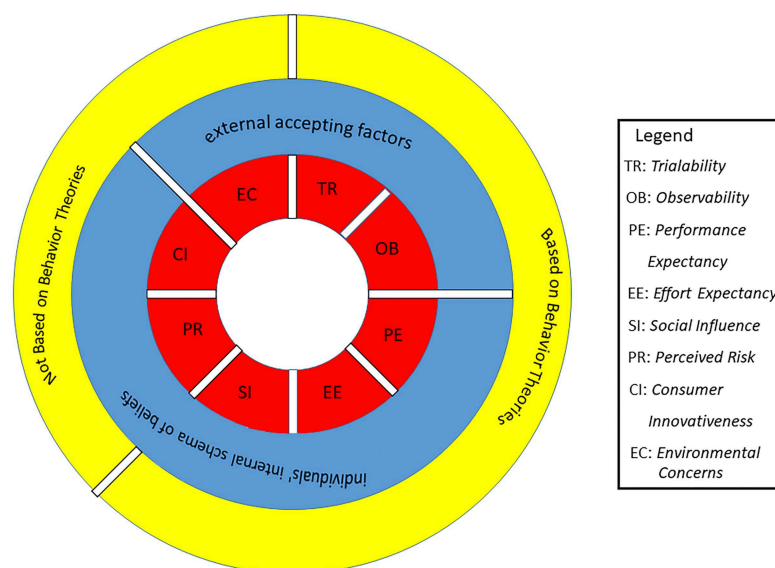 external accepting factors
Not Based on Behavior Theories
Based on Behavior Theories
individuals' internal schema of beliefs
EC
TR
CI
OB
PR
PE
SI
EE
Legend
TR: Trialability
OB: Observability
PE: Performance
Expectancy
EE: Effort Expectancy
SI: Social Influence
PR: Perceived Risk
CI: Consumer
Innovativeness
EC: Environmental
Concerns